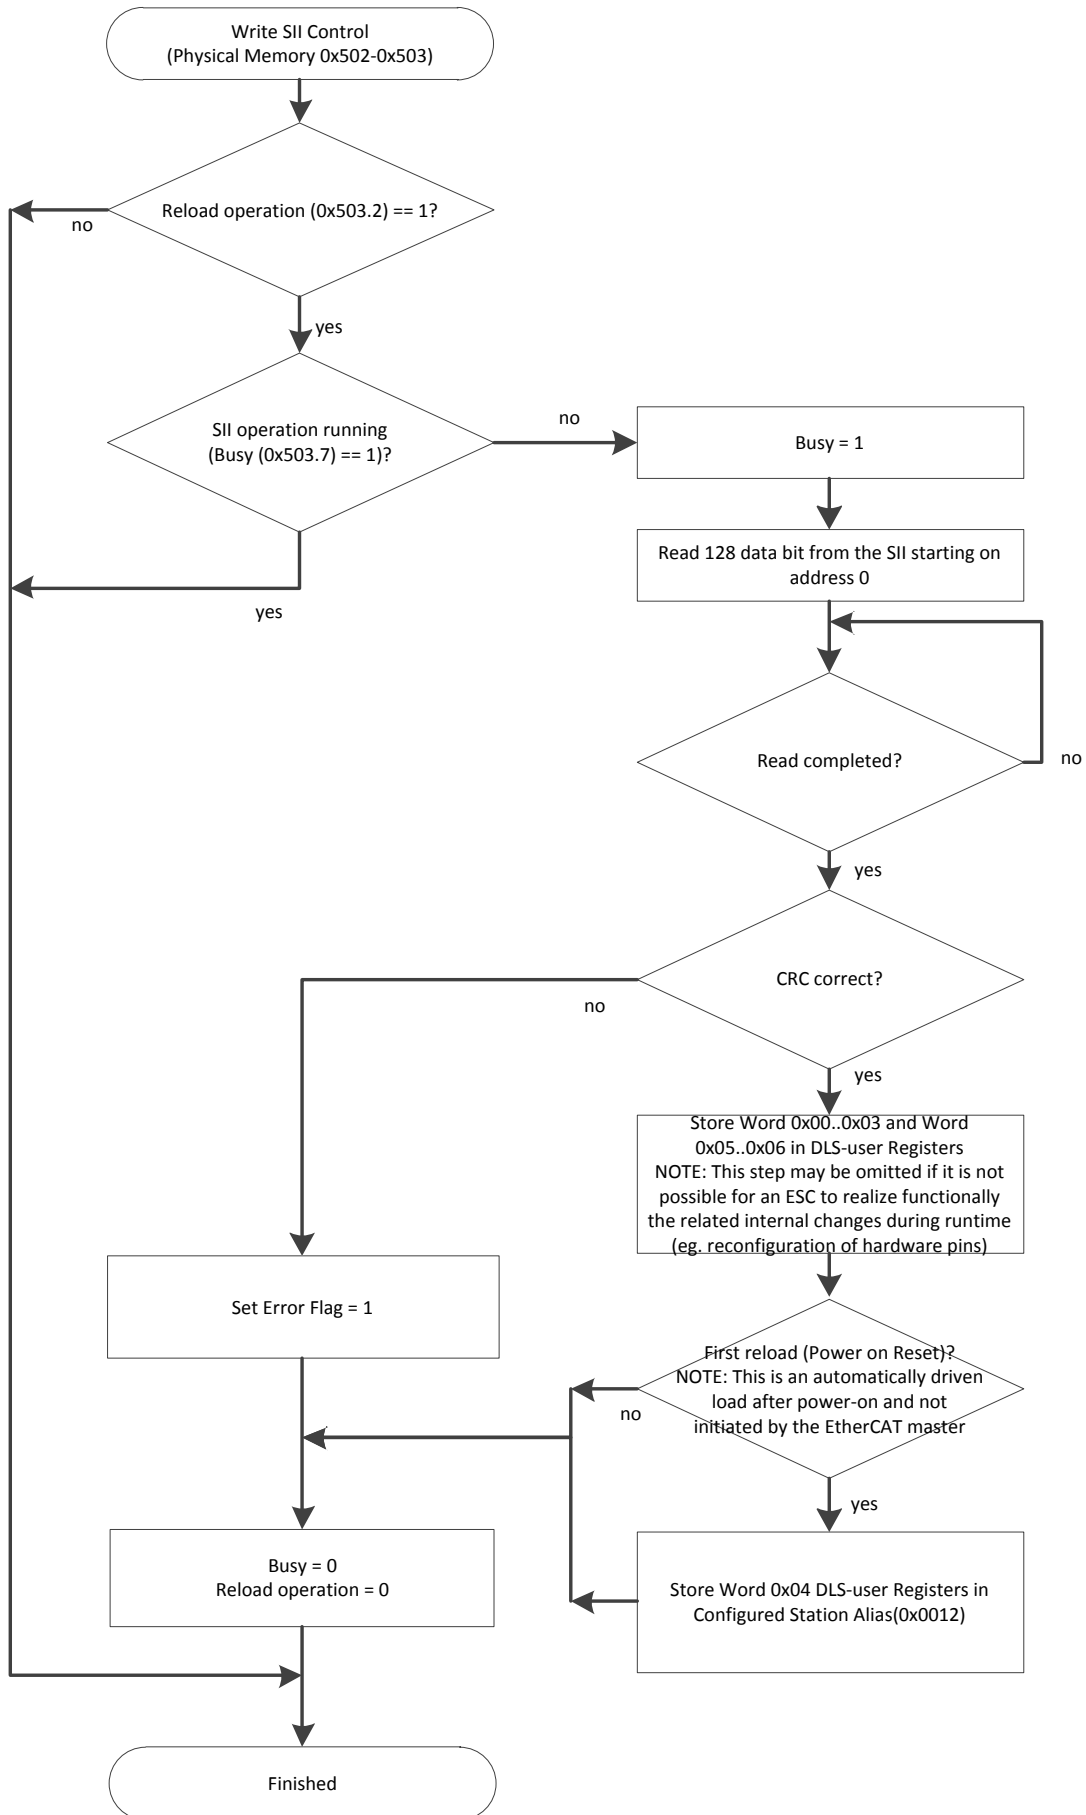 Write SII Control
(Physical Memory 0x502-0x503)
Reload operation (0x503.2) == 1?
no
yes
SII operation running
(Busy (0x503.7) == 1)?
no
Busy = 1
yes
Read 128 data bit from the SII starting on
address 0
Read completed?
no
yes
CRC correct?
no
yes
Store Word 0x00..0x03 and Word
0x05..0x06 in DLS-user Registers
NOTE: This step may be omitted if it is not
possible for an ESC to realize functionally
the related internal changes during runtime
(eg. reconfiguration of hardware pins)
Set Error Flag = 1
First reload (Power on Reset)?
NOTE: This is an automatically driven
load after power-on and not
initiated by the EtherCAT master
no
yes
Busy = 0
Reload operation = 0
Store Word 0x04 DLS-user Registers in
Configured Station Alias(0x0012)
Finished